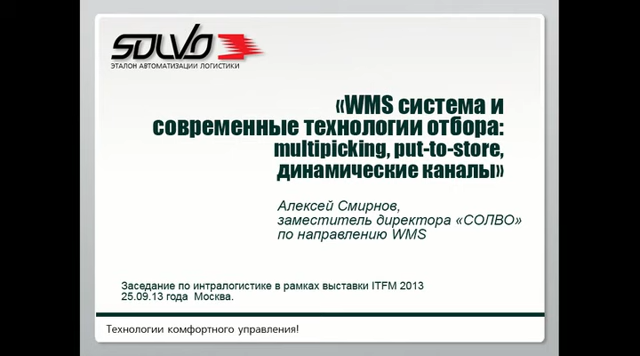 SOLVO
ЭТАЛОН АВТОМАТИЗАЦИИ ЛОГИСТИКИ
«WMS система и
современные технологии отбора:
multipicking, put-to-store,
динамические каналы»
Алексей Смирнов,
заместитель директора «СОЛВО»
по направлению WMS
Заседание по интралогистике в рамках выставки ITFM 2013
25.09.13 года Москва.
Технологии комфортного управления!